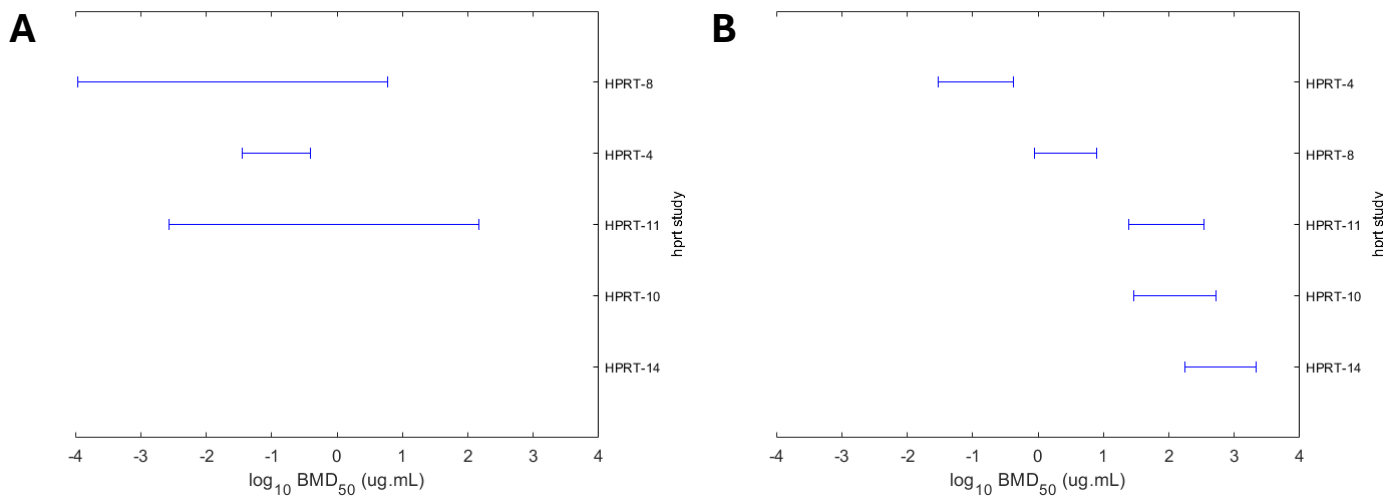 A
HPRT-8
HPRT-4
HPRT-11
HPRT-10
HPRT-14
hprt study
-4 -3 -2 -1 0 1 2 3 4
log10 BMD50 (ug.mL)
B
HPRT-4
HPRT-8
HPRT-11
HPRT-10
HPRT-14
hprt study
-4 -3 -2 -1 0 1 2 3 4
log10 BMD50 (ug.mL)